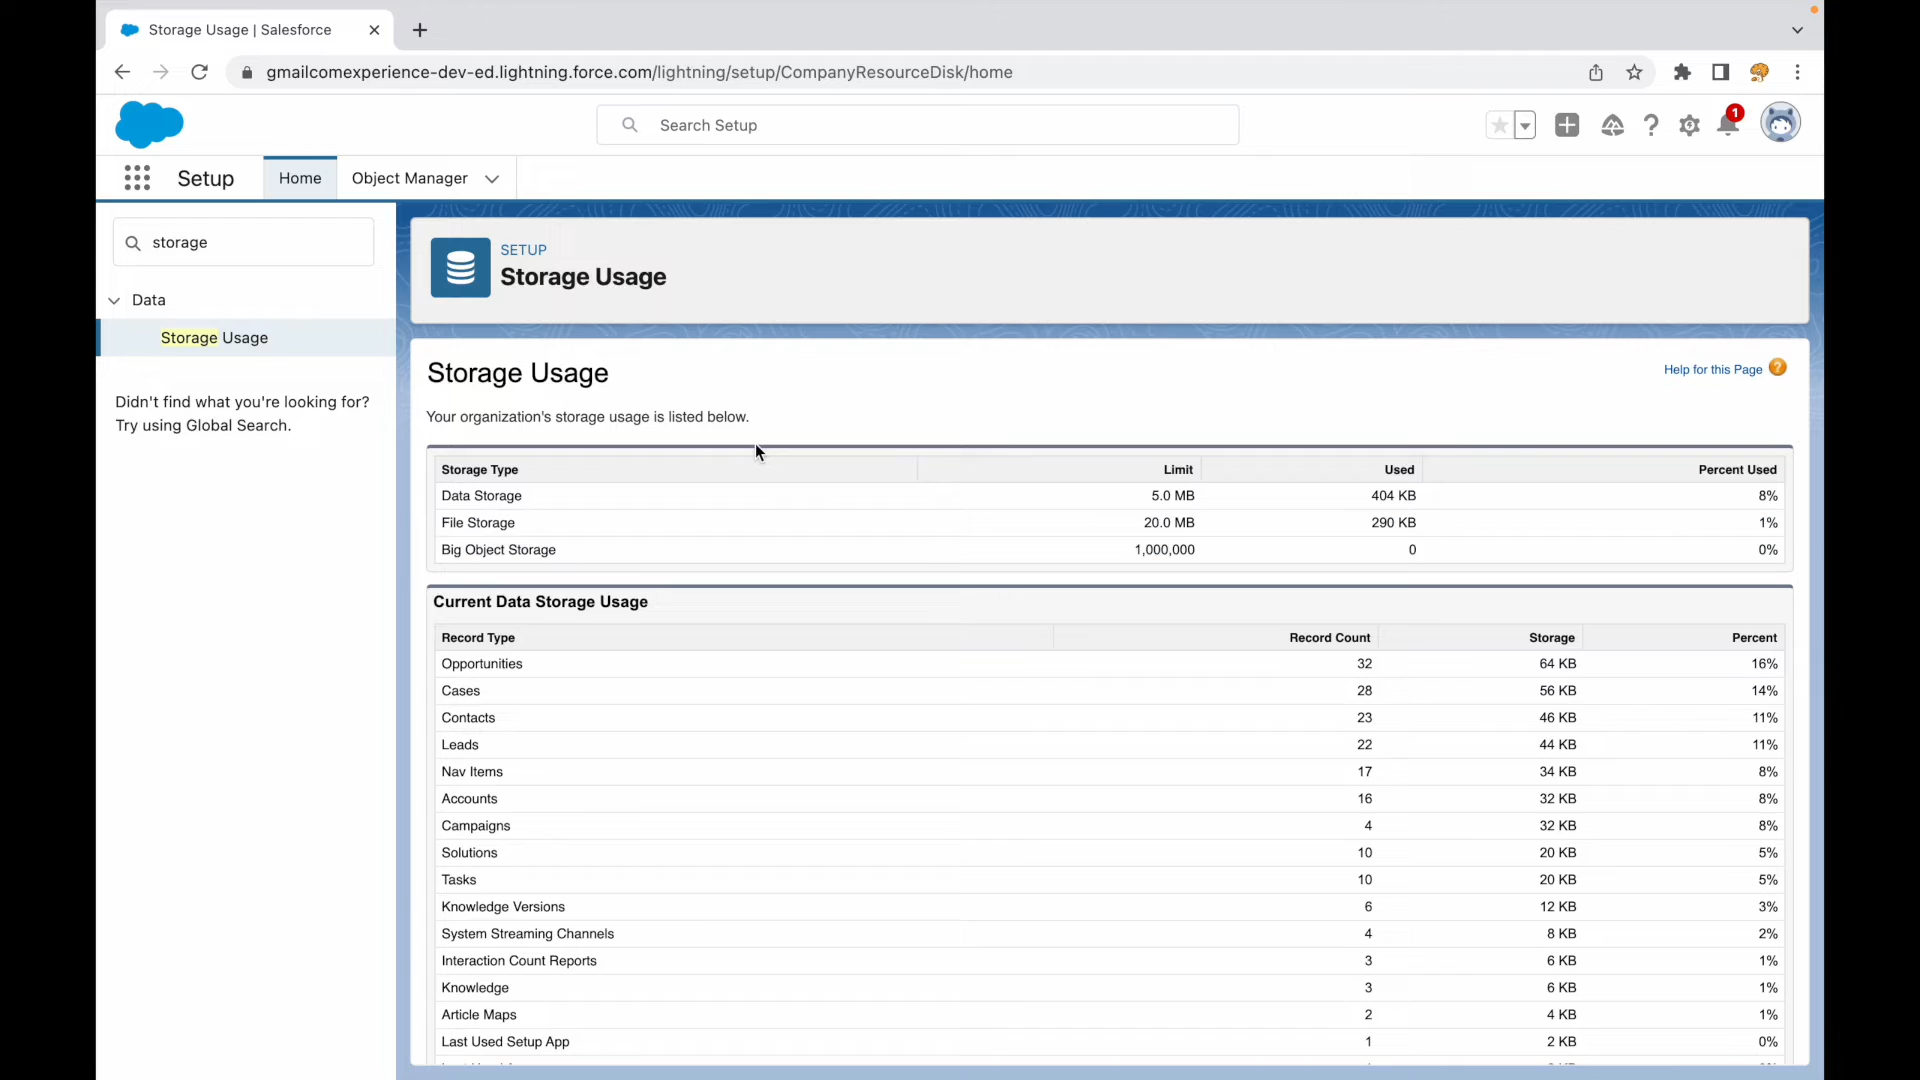 Storage Usage | Salesforce
gmailcomexperience-dev-ed.lightning.force.com/lightning/setup/CompanyResourceDisk/home
Search Setup
1
Setup Home Object Manager
storage
Data
Storage Usage
Didn't find what you're looking for?
Try using Global Search.
SETUP
Storage Usage
Storage Usage
Help for this Page ?
Your organization's storage usage is listed below.
Storage Type Limit Used Percent Used
Data Storage 5.0 MB 404 KB 8%
File Storage 20.0 MB 290 KB 1%
Big Object Storage 1,000,000 0 0%
Current Data Storage Usage
Record Type Record Count Storage Percent
Opportunities 32 64 KB 16%
Cases 28 56 KB 14%
Contacts 23 46 KB 11%
Leads 22 44 KB 11%
Nav Items 17 34 KB 8%
Accounts 16 32 KB 8%
Campaigns 4 32 KB 8%
Solutions 10 20 KB 5%
Tasks 10 20 KB 5%
Knowledge Versions 6 12 KB 3%
System Streaming Channels 4 8 KB 2%
Interaction Count Reports 3 6 KB 1%
Knowledge 3 6 KB 1%
Article Maps 2 4 KB 1%
Last Used Setup App 1 2 KB 0%